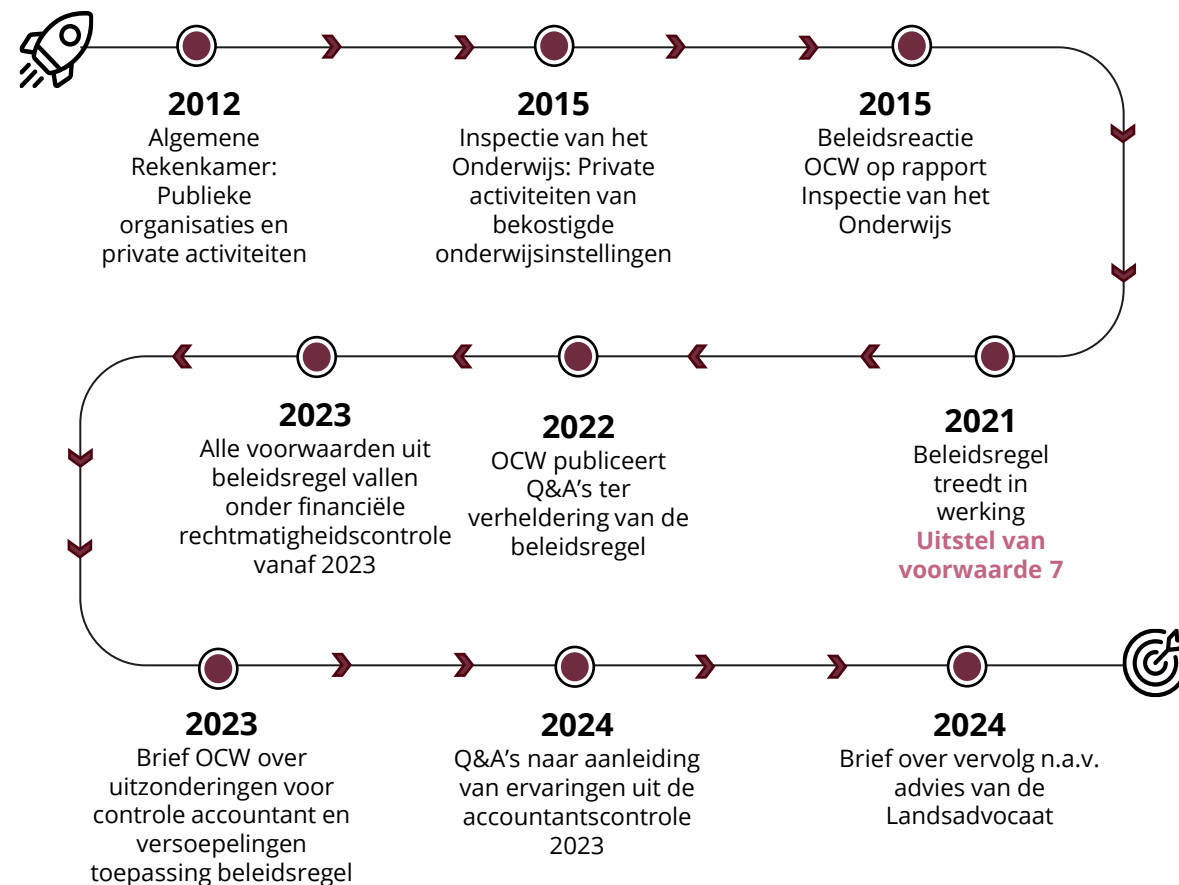 2012
Algemene
Rekenkamer:
Publieke
organisaties en
private activiteiten
2015
Inspectie van het
Onderwijs: Private
activiteiten van
bekostigde
onderwijsinstellingen
2015
Beleidsreactie
OCW op rapport
Inspectie van het
Onderwijs
2021
Beleidsregel
treedt in
werking
Uitstel van
voorwaarde 7
2022
OCW publiceert
Q&A’s ter
verheldering van de
beleidsregel
2023
Alle voorwaarden uit
beleidsregel vallen
onder financiële
rechtmatigheidscontrole
vanaf 2023
2023
Brief OCW over
uitzonderingen voor
controle accountant en
versoepelingen
toepassing beleidsregel
2024
Q&A’s naar aanleiding
van ervaringen uit de
accountantscontrole
2023
2024
Brief over vervolg n.a.v.
advies van de
Landsadvocaat